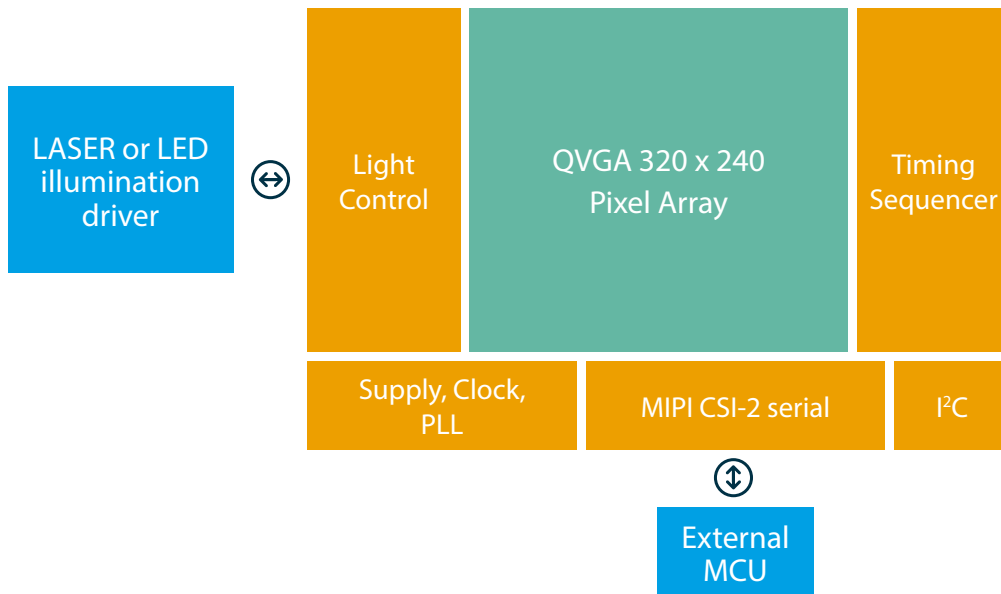 LASER or LED
illumination
driver
Light
Control
QVGA 320 x 240
Pixel Array
Timing
Sequencer
Supply, Clock,
PLL
MIPI CSI-2 serial
I²C
External
MCU